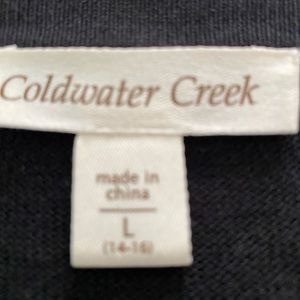 Coldwater Creek
made in
china
L
(14-16)